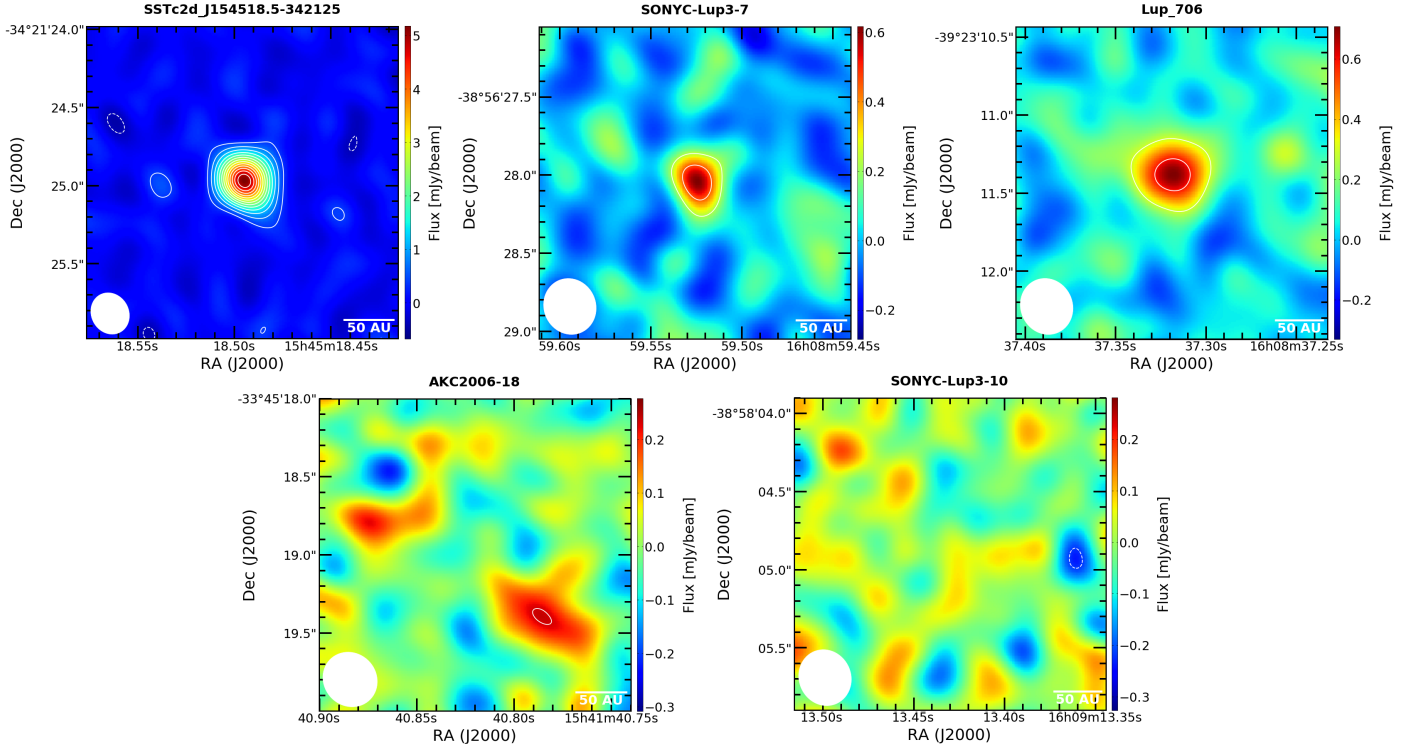 SSTc2d_J154518.5-342125
-34°21'24.0"
24.5"
25.0"
25.5"
Dec (J2000)
18.55s
18.50s
15h45m18.45s
RA (J2000)
50 AU
5
4
3
2
1
0
Flux [mJy/beam]
SONYC-Lup3-7
-38°56'27.5"
28.0"
28.5"
29.0"
Dec (J2000)
59.60s
59.55s
59.50s
16h08m59.45s
RA (J2000)
50 AU
0.6
0.4
0.2
0.0
−0.2
Flux [mJy/beam]
Lup_706
-39°23'10.5"
11.0"
11.5"
12.0"
Dec (J2000)
37.40s
37.35s
37.30s
16h08m37.25s
RA (J2000)
50 AU
0.6
0.4
0.2
0.0
−0.2
Flux [mJy/beam]
AKC2006-18
-33°45'18.0"
18.5"
19.0"
19.5"
Dec (J2000)
40.90s
40.85s
40.80s
15h41m40.75s
RA (J2000)
50 AU
0.2
0.1
0.0
−0.1
−0.2
−0.3
Flux [mJy/beam]
SONYC-Lup3-10
-38°58'04.0"
04.5"
05.0"
05.5"
Dec (J2000)
13.50s
13.45s
13.40s
16h09m13.35s
RA (J2000)
50 AU
0.2
0.1
0.0
−0.1
−0.2
−0.3
Flux [mJy/beam]